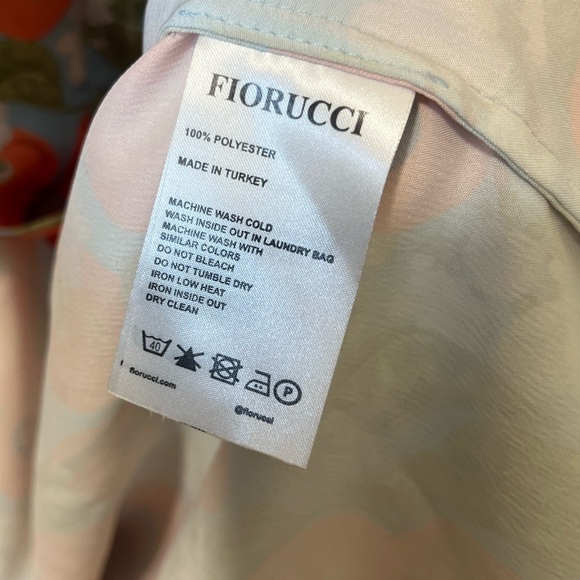 FIORUCCI
100% POLYESTER
MADE IN TURKEY
MACHINE WASH COLD
WASH INSIDE OUT IN LAUNDRY BAG
MACHINE WASH WITH
SIMILAR COLORS
DO NOT BLEACH
DO NOT TUMBLE DRY
IRON LOW HEAT
IRON INSIDE OUT
DRY CLEAN
40 P
fiorucci.com
@fiorucci